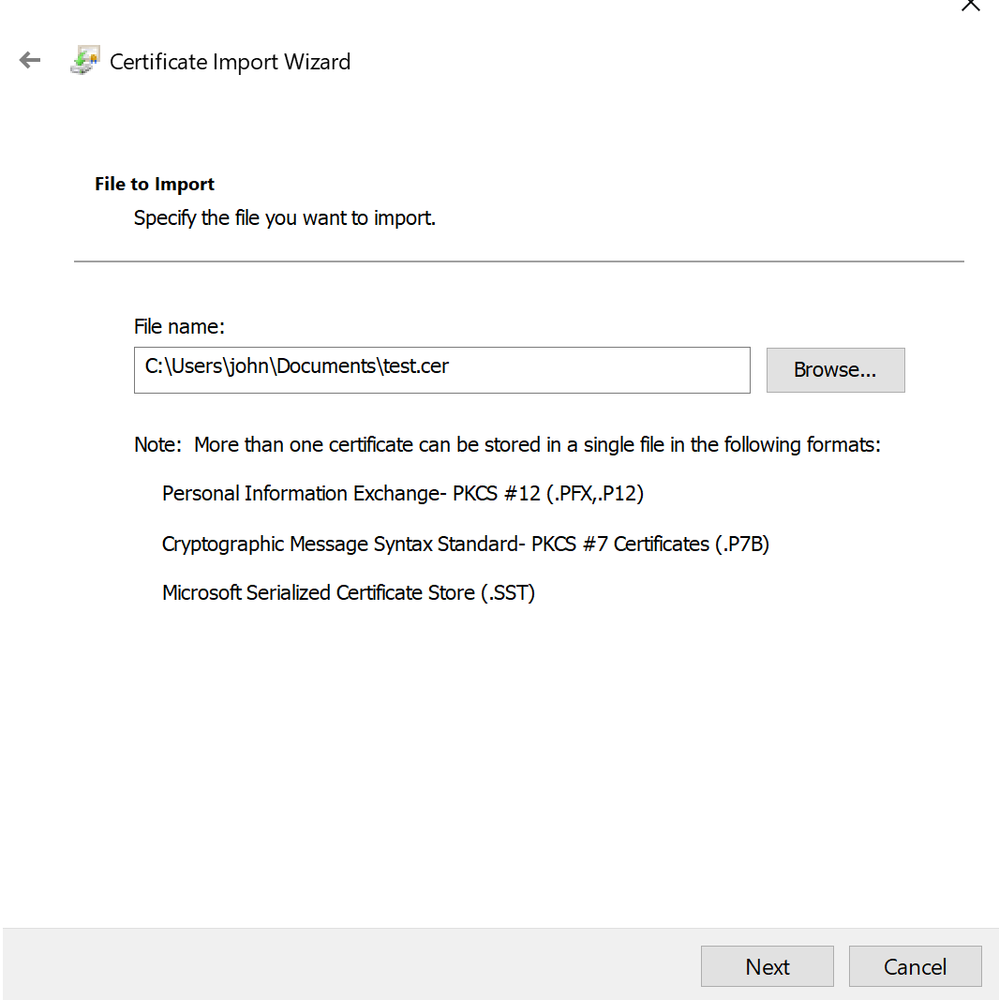 Certificate Import Wizard
File to Import
Specify the file you want to import.
File name:
C:\Users\john\Documents\test.cer
Browse...
Note:  More than one certificate can be stored in a single file in the following formats:
Personal Information Exchange- PKCS #12 (.PFX,.P12)
Cryptographic Message Syntax Standard- PKCS #7 Certificates (.P7B)
Microsoft Serialized Certificate Store (.SST)
Next
Cancel